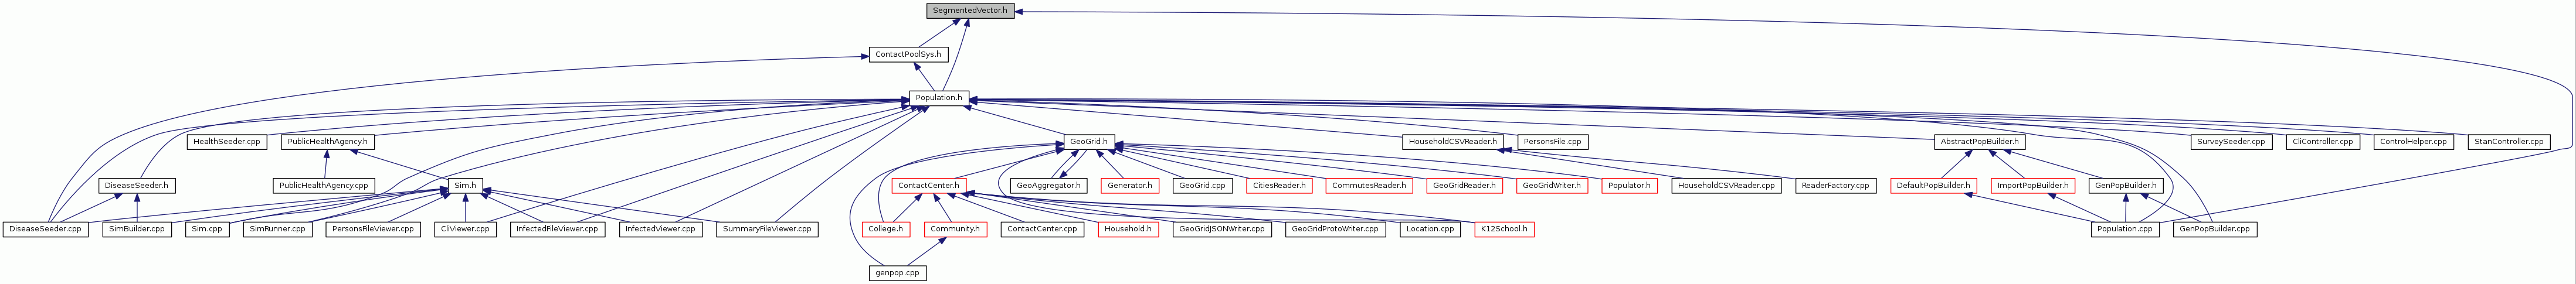 SegmentedVector.h
ContactPoolSys.h
Population.h
HealthSeeder.cpp
PublicHealthAgency.h
GeoGrid.h
HouseholdCSVReader.h
PersonsFile.cpp
AbstractPopBuilder.h
SurveySeeder.cpp
CliController.cpp
ControlHelper.cpp
StanController.cpp
DiseaseSeeder.h
PublicHealthAgency.cpp
Sim.h
ContactCenter.h
GeoAggregator.h
Generator.h
GeoGrid.cpp
CitiesReader.h
CommutesReader.h
GeoGridReader.h
GeoGridWriter.h
Populator.h
HouseholdCSVReader.cpp
ReaderFactory.cpp
DefaultPopBuilder.h
ImportPopBuilder.h
GenPopBuilder.h
DiseaseSeeder.cpp
SimBuilder.cpp
Sim.cpp
SimRunner.cpp
PersonsFileViewer.cpp
CliViewer.cpp
InfectedFileViewer.cpp
InfectedViewer.cpp
SummaryFileViewer.cpp
College.h
Community.h
ContactCenter.cpp
Household.h
GeoGridJSONWriter.cpp
GeoGridProtoWriter.cpp
Location.cpp
K12School.h
Population.cpp
GenPopBuilder.cpp
genpop.cpp